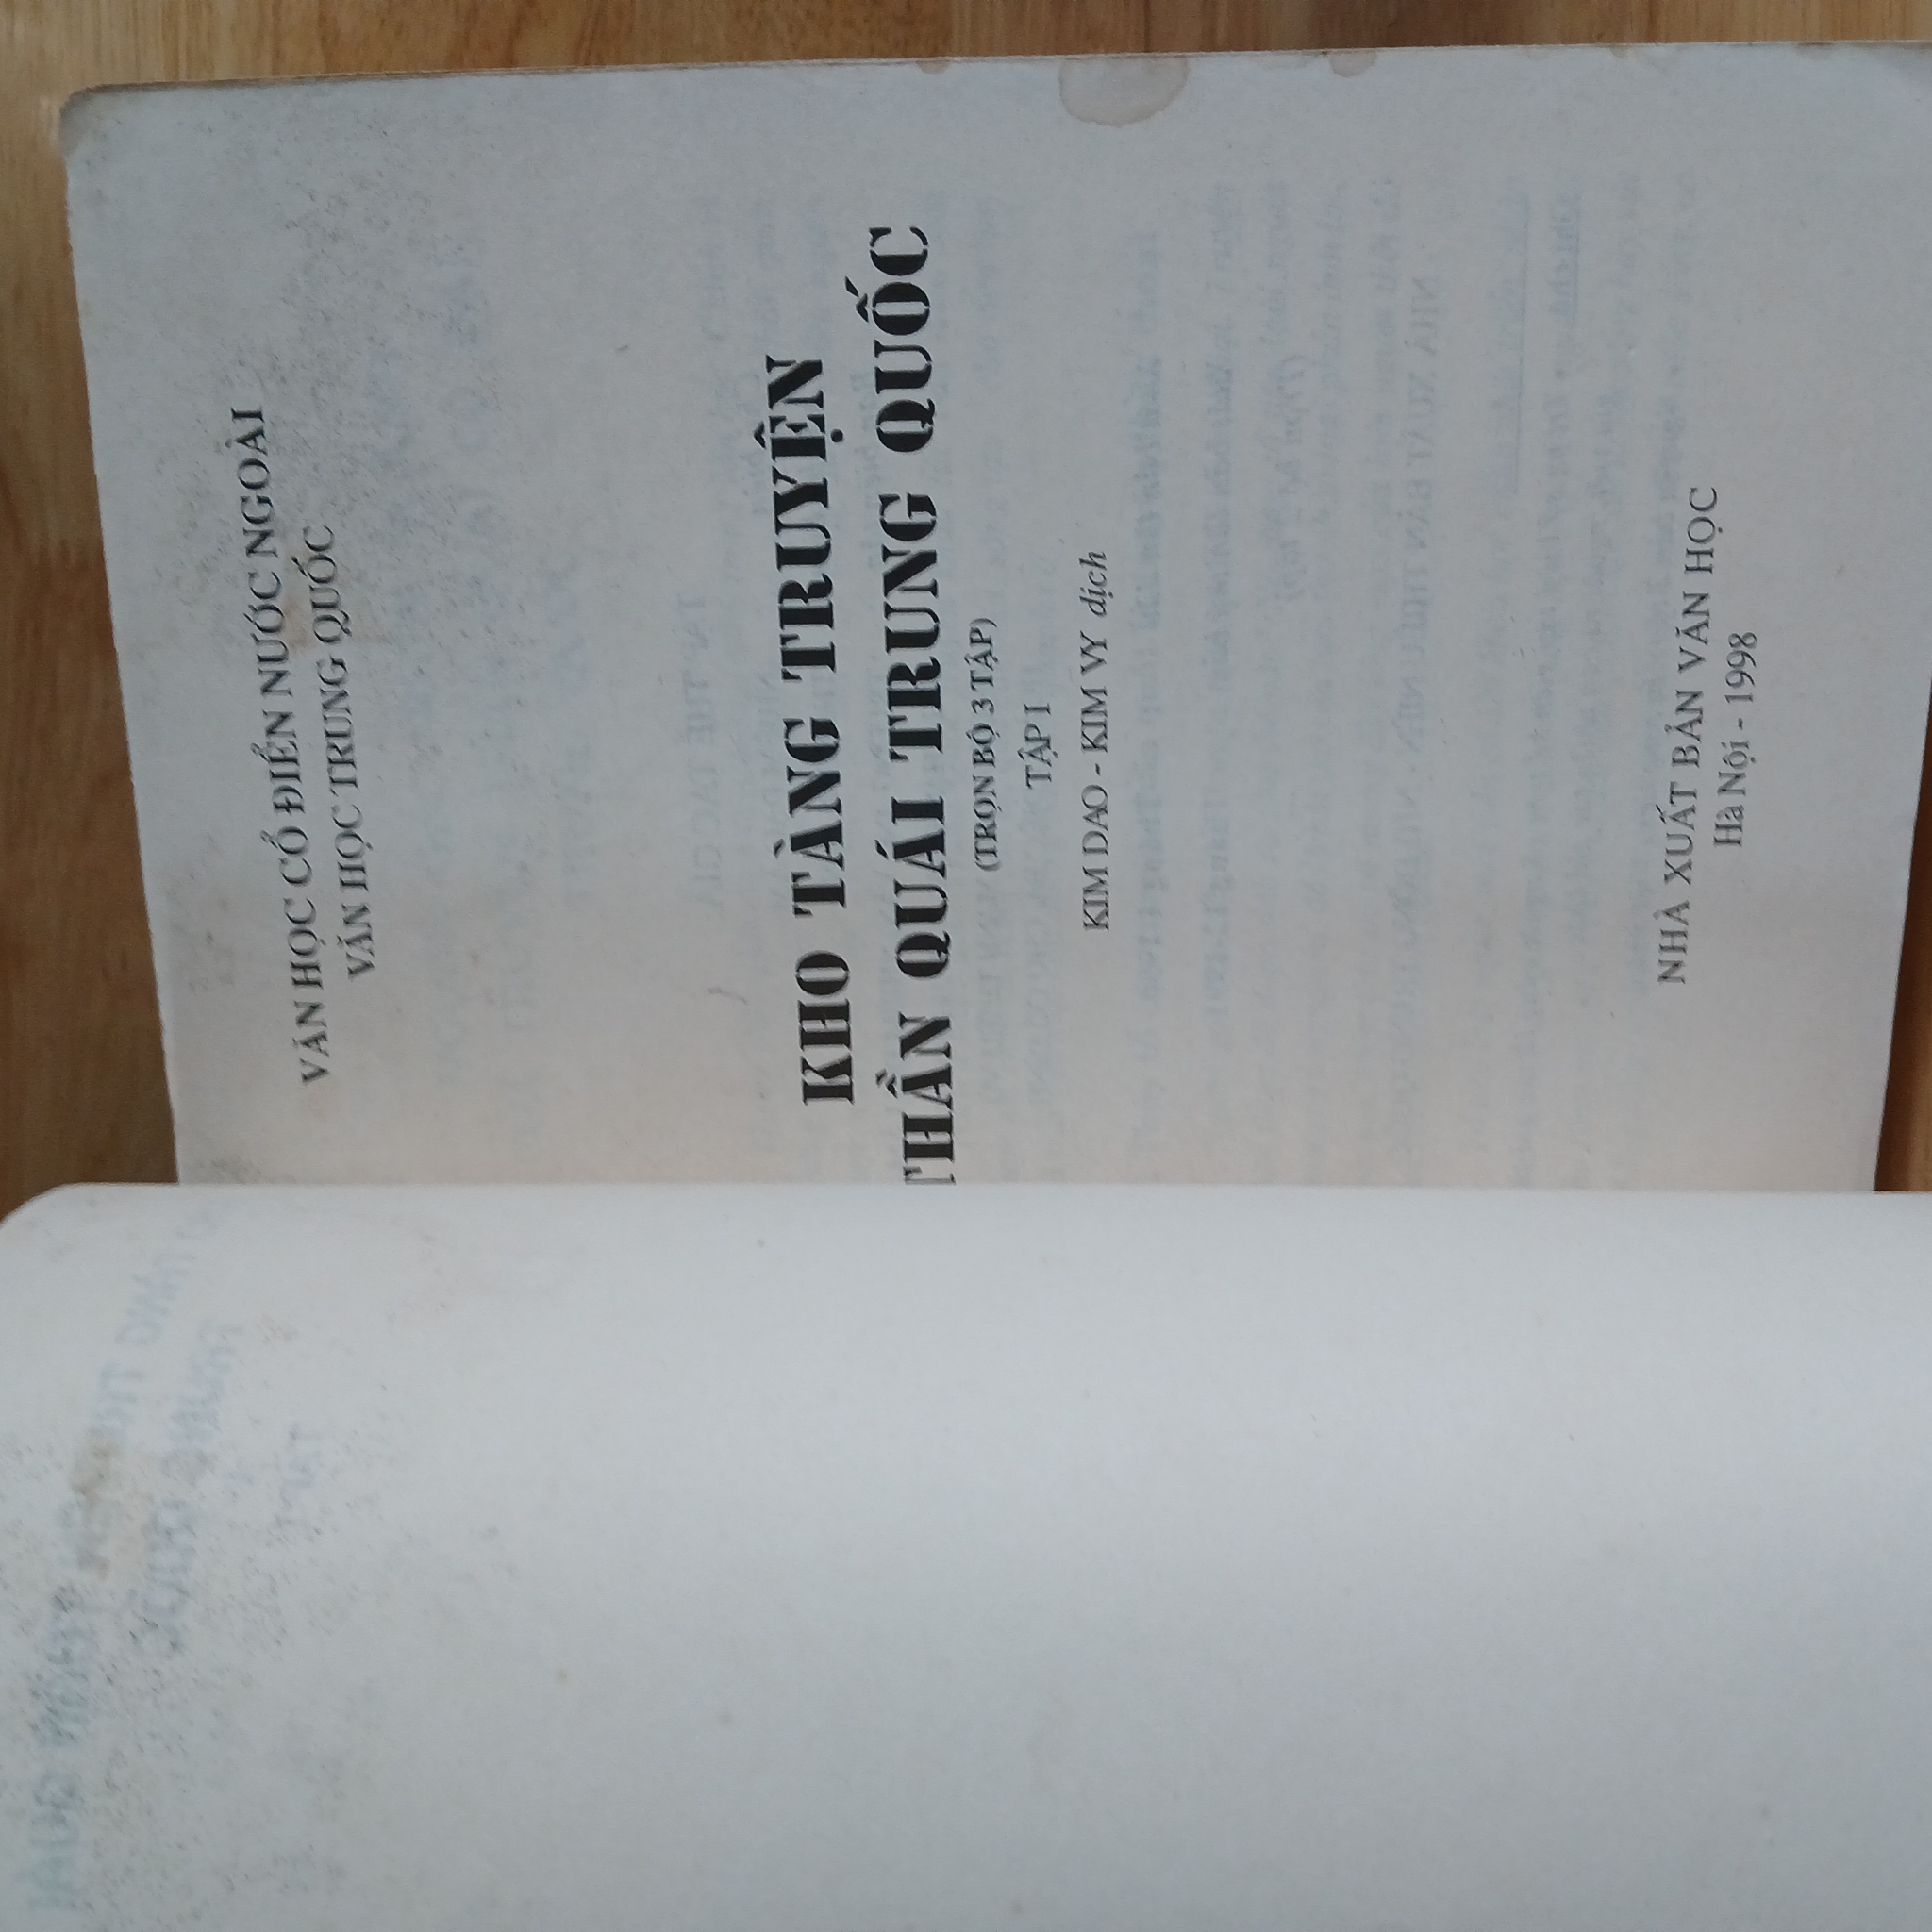 VĂN HỌC CỔ ĐIỂN NƯỚC NGOÀI
VĂN HỌC TRUNG QUỐC
KHO TÀNG TRUYỆN
THẦN QUÁI TRUNG QUỐC
(TRỌN BỘ 3 TẬP)
TẬP I
KIM DAO - KIM VY dịch
NHÀ XUẤT BẢN VĂN HỌC
Hà Nội - 1998